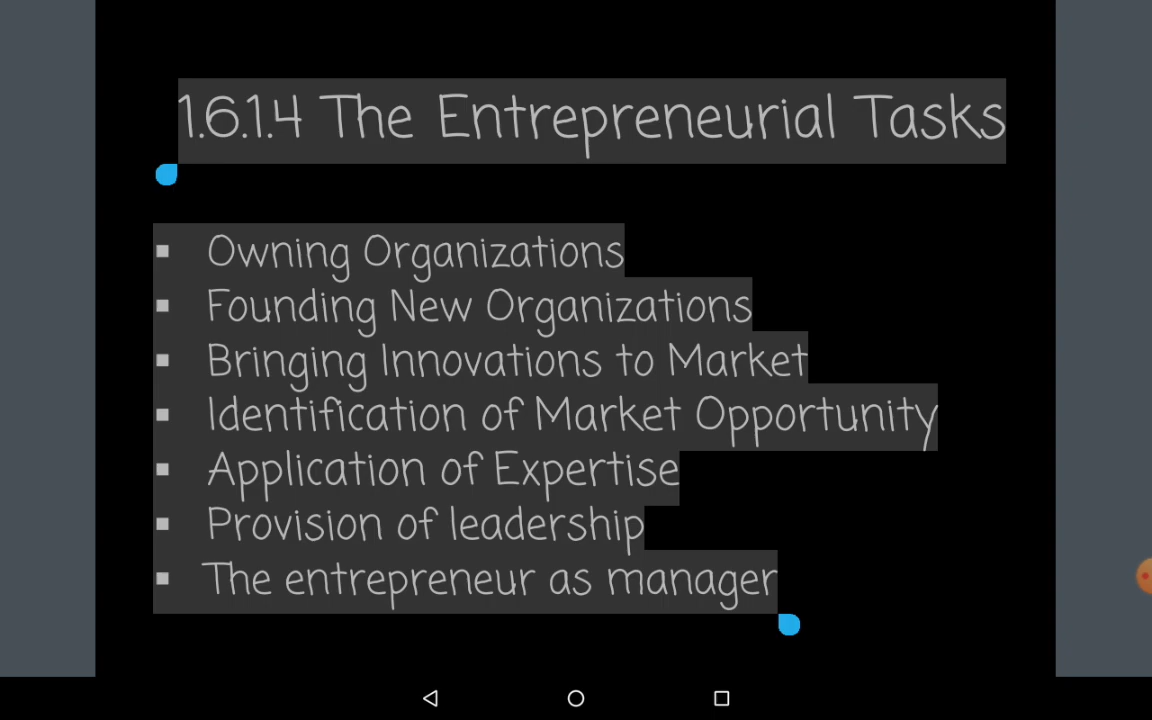 1.6.1.4 The Entrepreneurial Tasks
▪ Owning Organizations
▪ Founding New Organizations
▪ Bringing Innovations to Market
▪ Identification of Market Opportunity
▪ Application of Expertise
▪ Provision of leadership
▪ The entrepreneur as manager